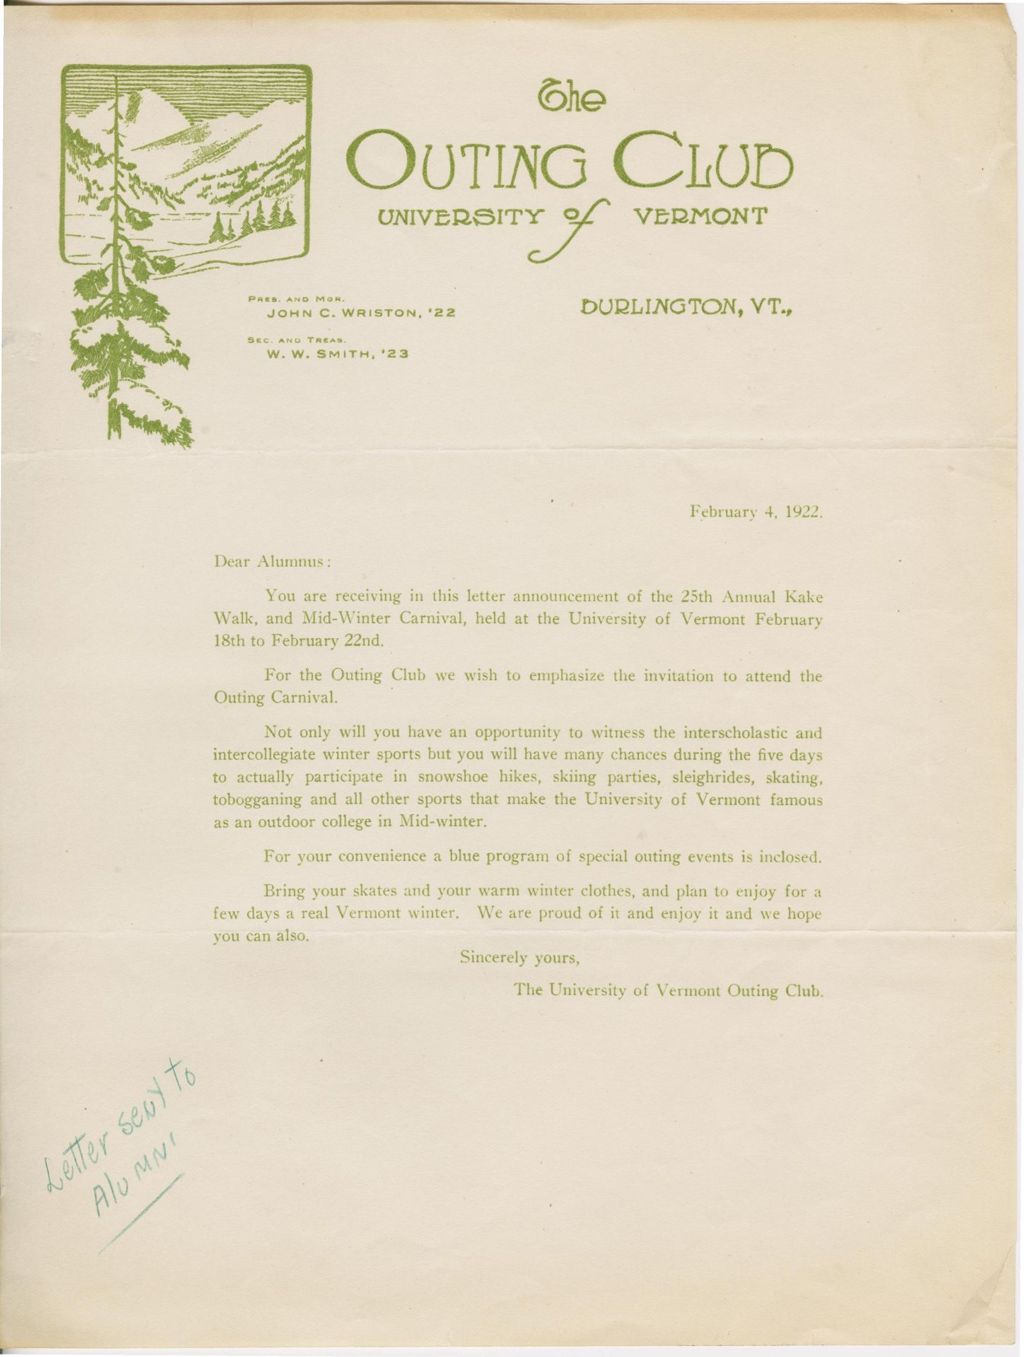 The
OUTING CLUB
UNIVERSITY of VERMONT
PRES. AND MGR.
JOHN C. WRISTON, '22
BURLINGTON, VT.,
SEC. AND TREAS.
W. W. SMITH, '23
February 4, 1922.
Dear Alumnus:
You are receiving in this letter announcement of the 25th Annual Kake
Walk, and Mid-Winter Carnival, held at the University of Vermont February
18th to February 22nd.
For the Outing Club we wish to emphasize the invitation to attend the
Outing Carnival.
Not only will you have an opportunity to witness the interscholastic and
intercollegiate winter sports but you will have many chances during the five days
to actually participate in snowshoe hikes, skiing parties, sleighrides, skating,
tobogganing and all other sports that make the University of Vermont famous
as an outdoor college in Mid-winter.
For your convenience a blue program of special outing events is inclosed.
Bring your skates and your warm winter clothes, and plan to enjoy for a
few days a real Vermont winter. We are proud of it and enjoy it and we hope
you can also.
Sincerely yours,
The University of Vermont Outing Club.
Letter sent to
Alumni